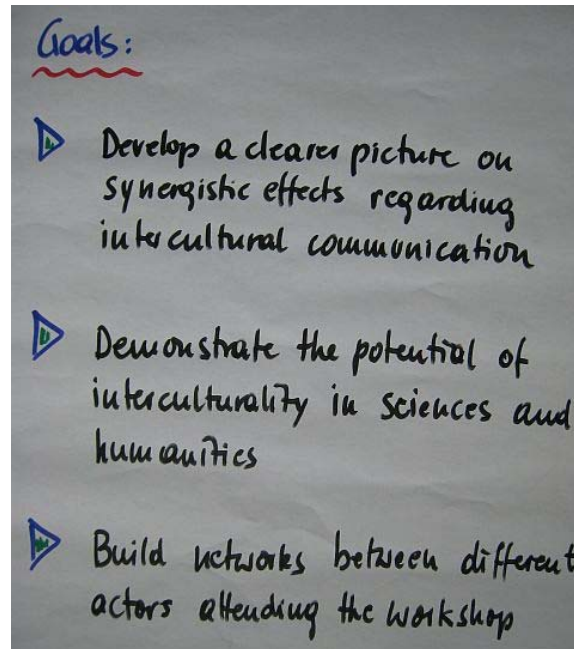 Goals:
Develop a clearer picture on
synergistic effects regarding
intercultural communication
Demonstrate the potential of
interculturality in sciences and
humanities
Build networks between different
actors attending the workshop